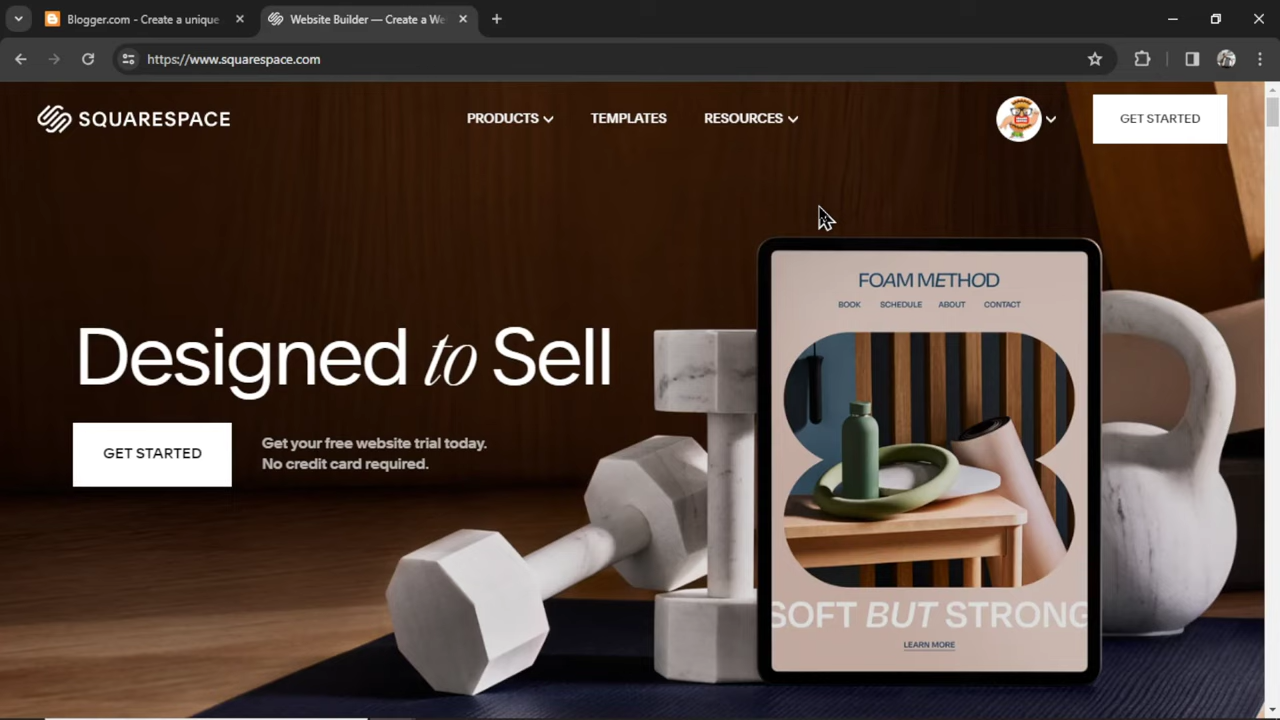 Blogger.com - Create a unique
Website Builder — Create a We
https://www.squarespace.com
SQUARESPACE
PRODUCTS
TEMPLATES
RESOURCES
GET STARTED
Designed to Sell
GET STARTED
Get your free website trial today.
No credit card required.
FOAM METHOD
BOOK
SCHEDULE
ABOUT
CONTACT
SOFT BUT STRONG
LEARN MORE